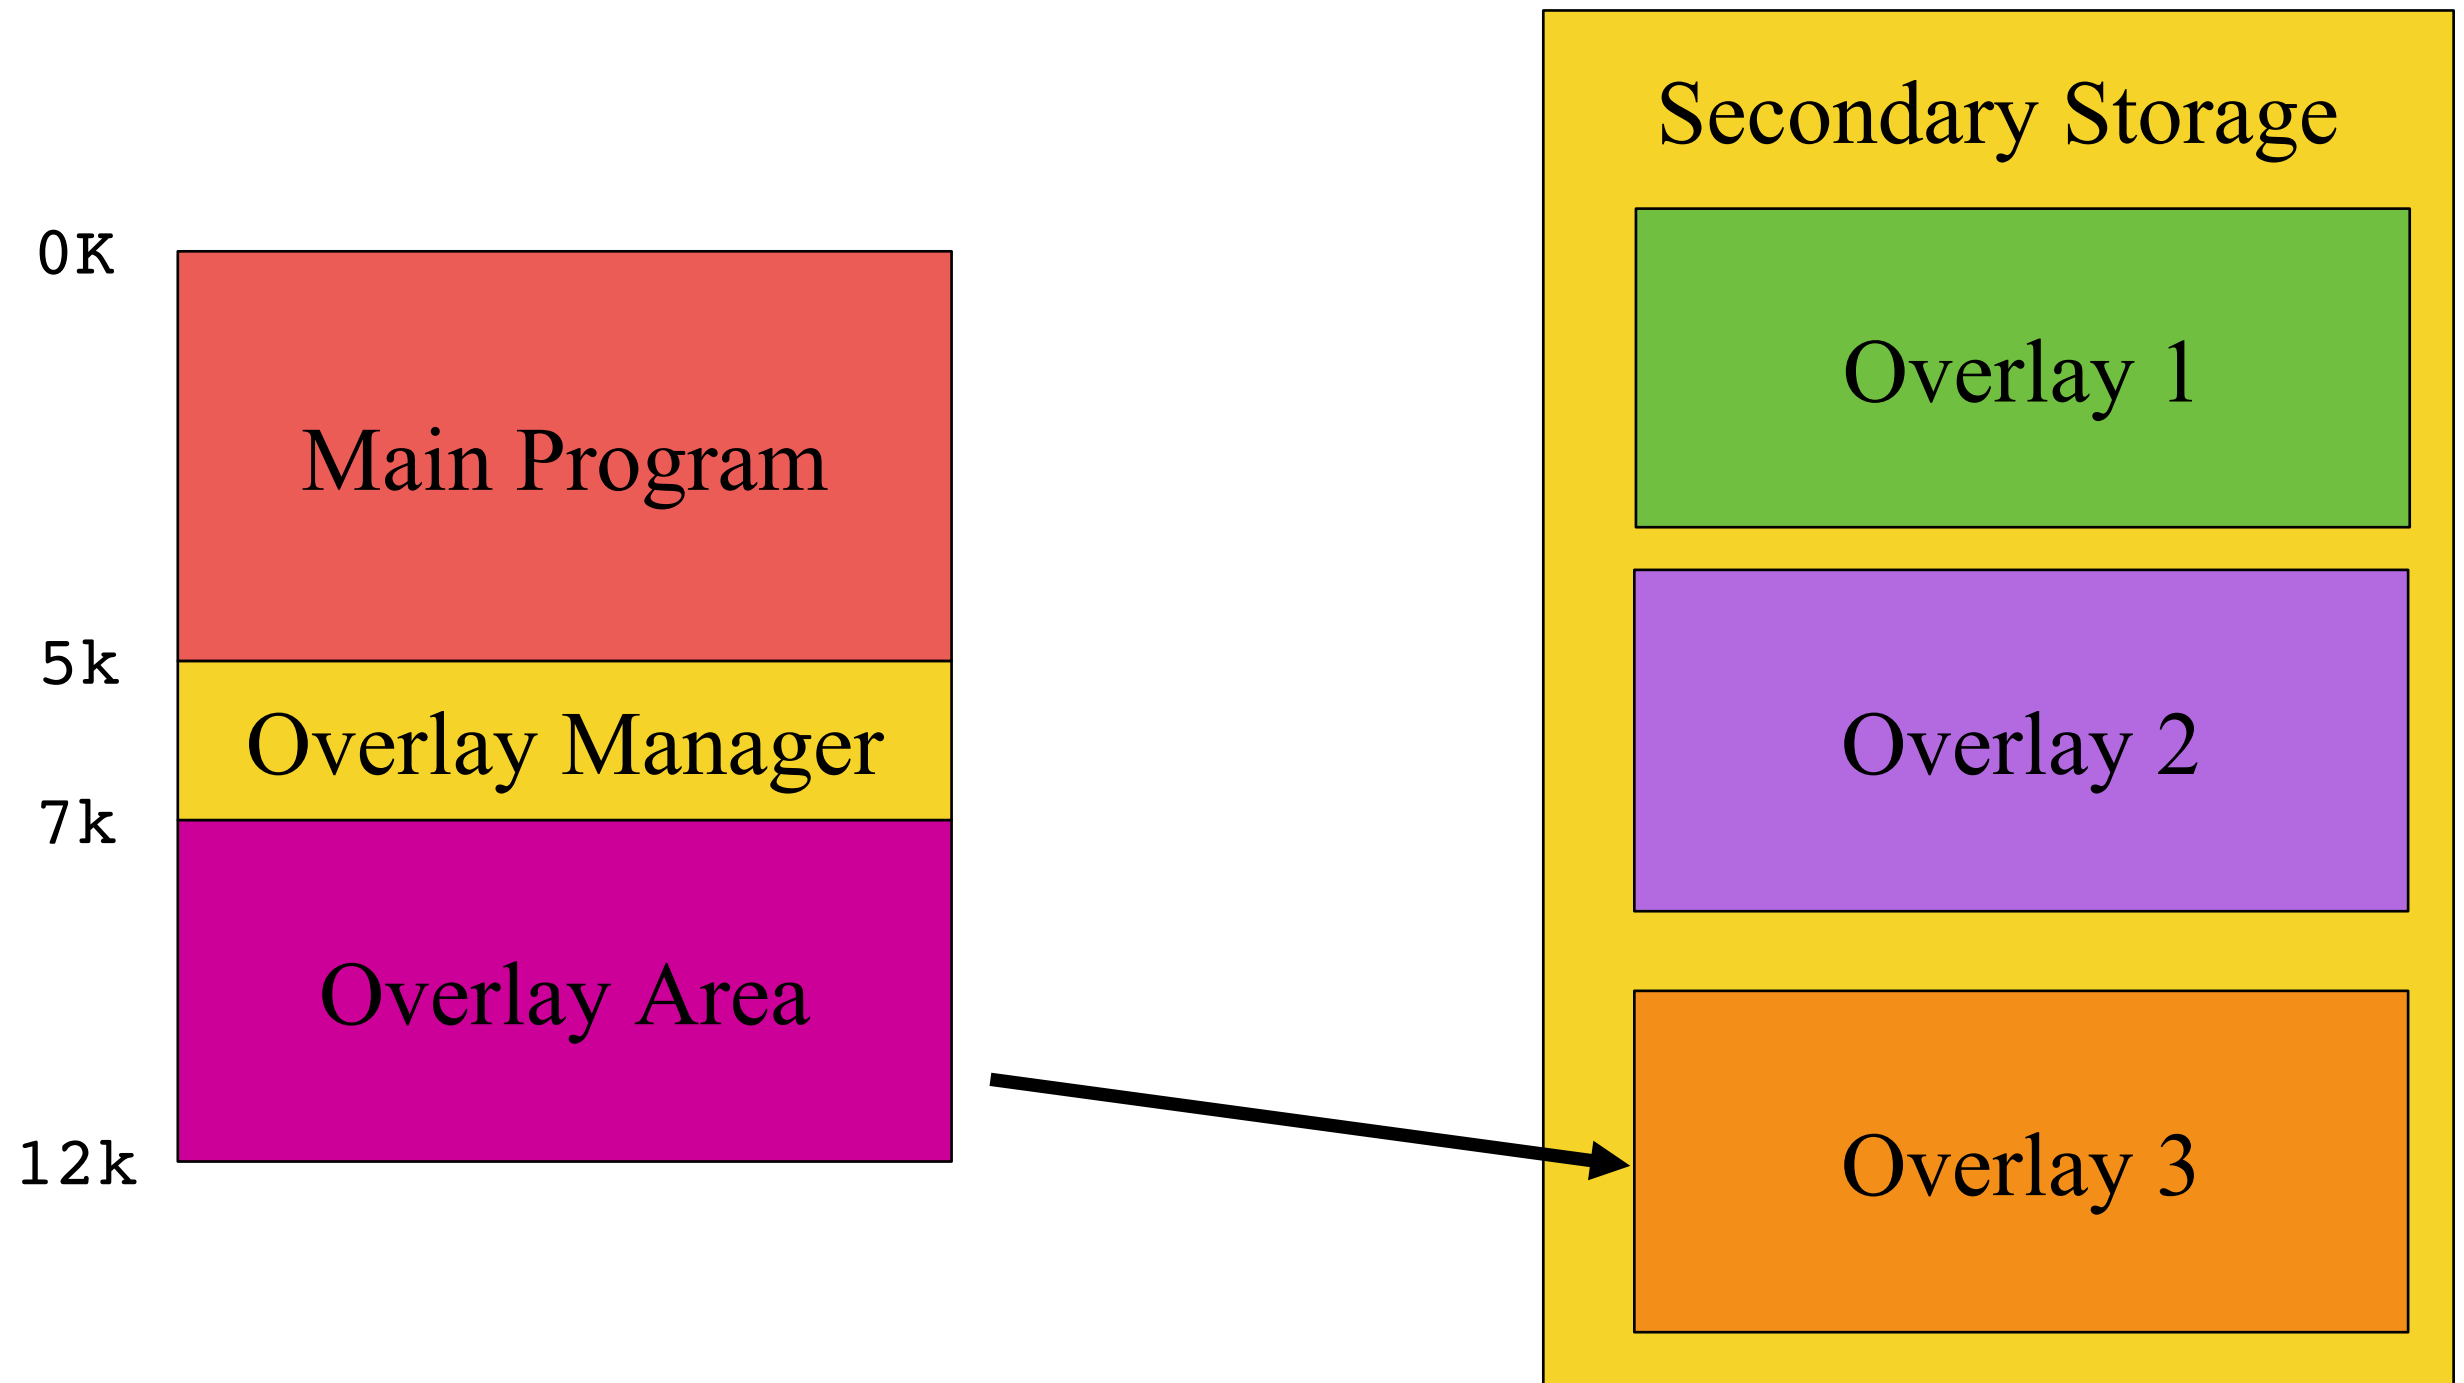 0K
Main Program
5k
Overlay Manager
7k
Overlay Area
12k
Secondary Storage
Overlay 1
Overlay 2
Overlay 3